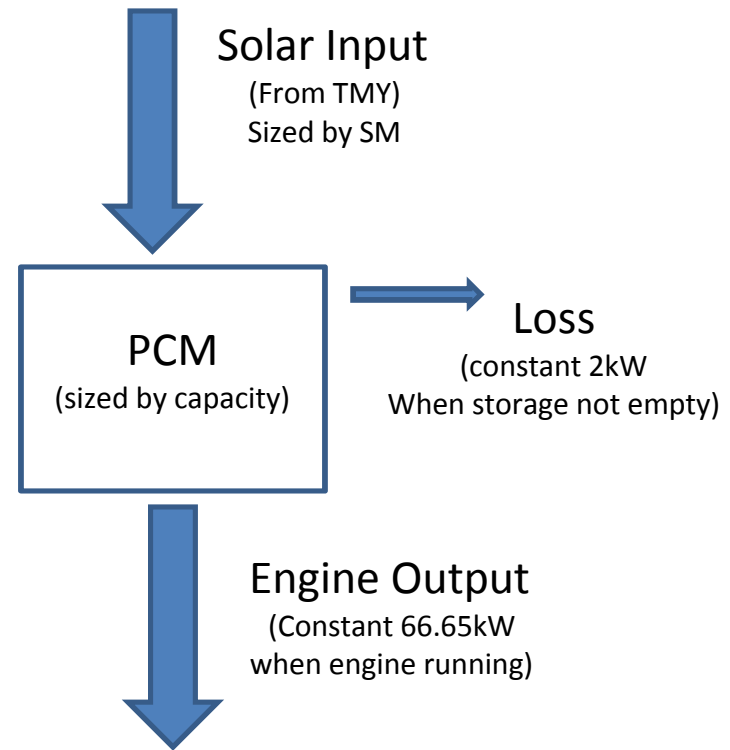 Solar Input
(From TMY)
Sized by SM
PCM
(sized by capacity)
Loss
(constant 2kW
When storage not empty)
Engine Output
(Constant 66.65kW
when engine running)